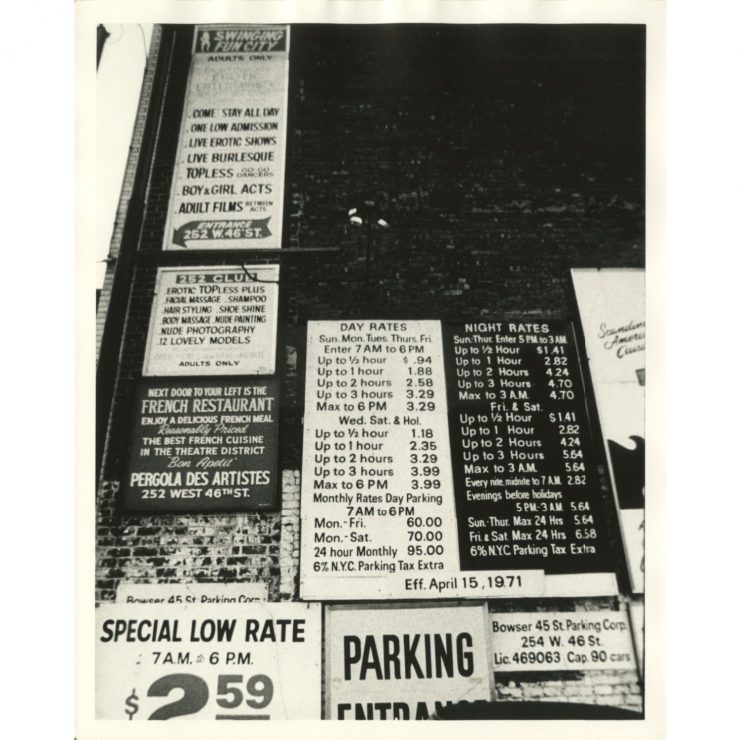 SWINGING
FUN CITY
ADULTS ONLY
EROTIC
ENTERTAINMENT
. COME STAY ALL DAY
. ONE LOW ADMISSION
. LIVE EROTIC SHOWS
. LIVE BURLESQUE
. TOPLESS GO-GO DANCERS
. BOY & GIRL ACTS
. ADULT FILMS BETWEEN ACTS
ENTRANCE
252 W. 46 ST.
252 CLUB
. EROTIC TOPLESS PLUS
. FACIAL MASSAGE . SHAMPOO
. HAIR STYLING . SHOE SHINE
. BODY MASSAGE . NUDE PAINTING
. NUDE PHOTOGRAPHY
. 12 LOVELY MODELS
ADULTS ONLY
NEXT DOOR TO YOUR LEFT IS THE
FRENCH RESTAURANT
ENJOY A DELICIOUS FRENCH MEAL
Reasonally Priced
THE BEST FRENCH CUISINE
IN THE THEATRE DISTRICT
"Bon Apetit"
PERGOLA DES ARTISTES
252 WEST 46TH ST.
DAY RATES
Sun. Mon. Tues. Thurs. Fri.
Enter 7 AM to 6 PM
Up to ½ hour $ .94
Up to 1 hour 1.88
Up to 2 hours 2.58
Up to 3 hours 3.29
Max to 6 PM 3.29
Wed. Sat. & Hol.
Up to ½ hour 1.18
Up to 1 hour 2.35
Up to 2 hours 3.29
Up to 3 hours 3.99
Max to 6 PM 3.99
Monthly Rates Day Parking
7 AM to 6 PM
Mon.-Fri. 60.00
Mon.-Sat. 70.00
24 hour Monthly 95.00
6% N.Y.C. Parking Tax Extra
NIGHT RATES
Sun.-Thur. Enter 5 P.M. to 3 A.M.
Up to ½ Hour $1.41
Up to 1 Hour 2.82
Up to 2 Hours 4.24
Up to 3 Hours 4.70
Max to 3 A.M. 4.70
Fri. & Sat.
Up to ½ Hour $1.41
Up to 1 Hour 2.82
Up to 2 Hours 4.24
Up to 3 Hours 5.64
Max to 3 A.M. 5.64
Every nite, midnite to 7 A.M. 2.82
Evenings before holidays
5 P.M.-3 A.M. 5.64
Sun.-Thur. Max 24 Hrs 5.64
Fri. & Sat. Max 24 Hrs 6.58
6% N.Y.C. Parking Tax Extra
Eff. April 15, 1971
Bowser 45 St. Parking Corp.
SPECIAL LOW RATE
7 A.M. to 6 P.M.
$2.59
PARKING
ENTRANCE
Bowser 45 St. Parking Corp.
254 W. 46 St.
Lic. 469063 Cap. 90 cars